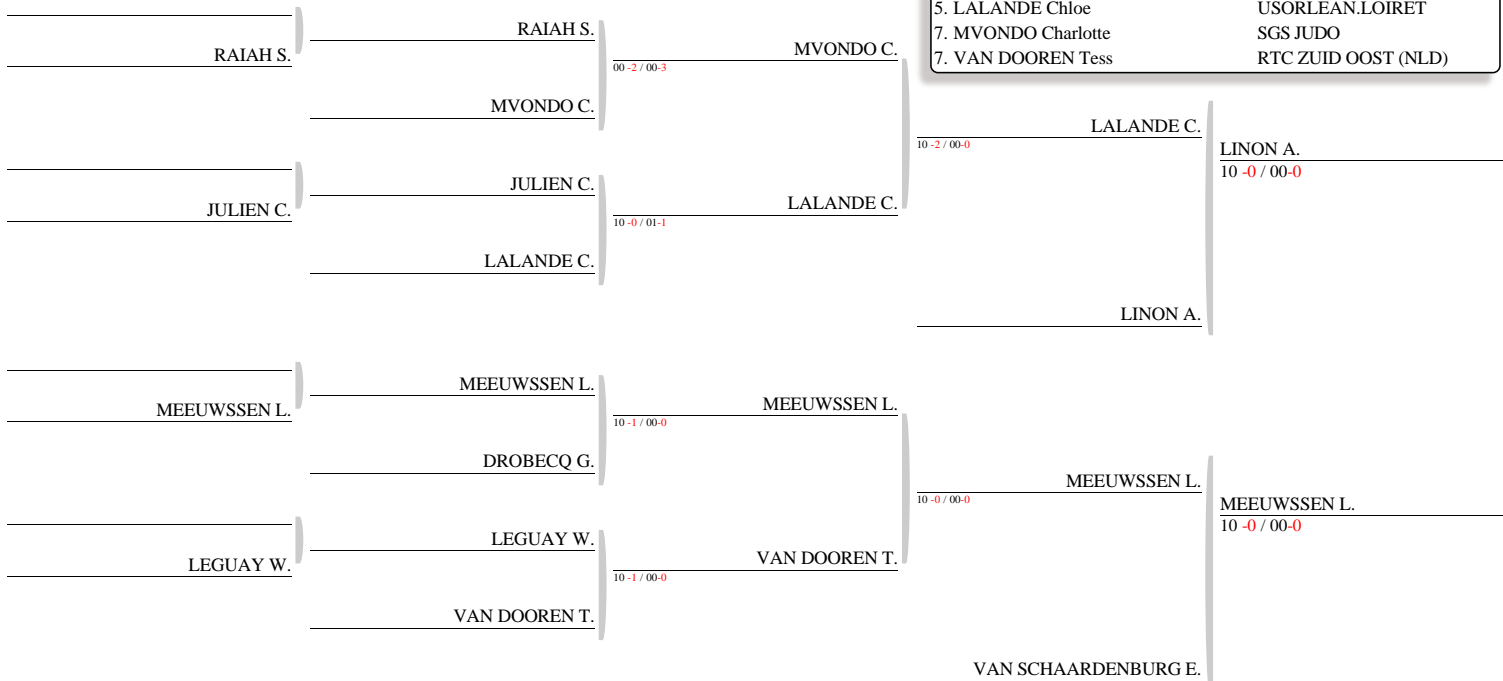 5. LALANDE Chloe USORLEAN.LOIRET
7. MVONDO Charlotte SGS JUDO
7. VAN DOOREN Tess RTC ZUID OOST (NLD)
RAIAH S.
RAIAH S.
MVONDO C.
00 -2 / 00-3
MVONDO C.
LALANDE C.
10 -2 / 00-0
LINON A.
10 -0 / 00-0
JULIEN C.
JULIEN C.
LALANDE C.
10 -0 / 01-1
LALANDE C.
LINON A.
MEEUWSSEN L.
MEEUWSSEN L.
MEEUWSSEN L.
10 -1 / 00-0
DROBECQ G.
MEEUWSSEN L.
10 -0 / 00-0
MEEUWSSEN L.
10 -0 / 00-0
LEGUAY W.
LEGUAY W.
VAN DOOREN T.
10 -1 / 00-0
VAN DOOREN T.
VAN SCHAARDENBURG E.